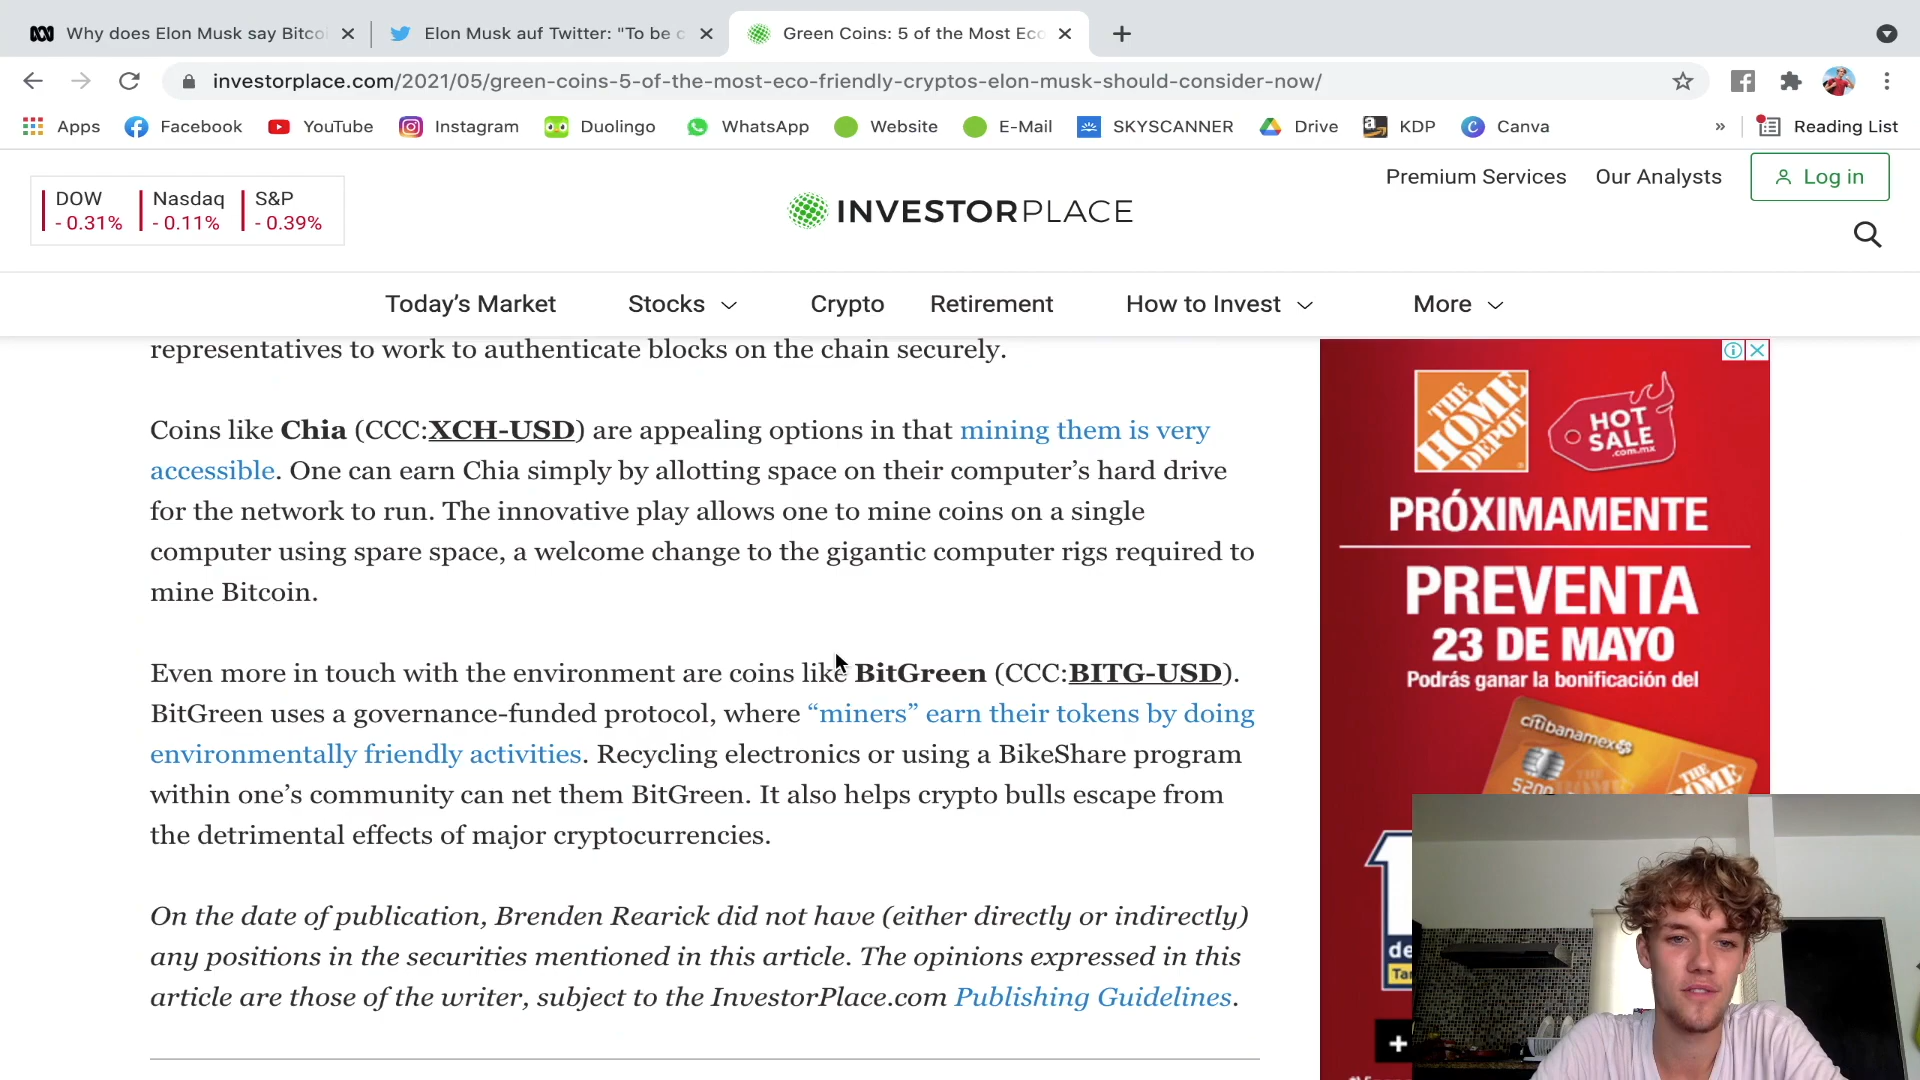 Why does Elon Musk say Bitco
Elon Musk auf Twitter: "To be c
Green Coins: 5 of the Most Eco
investorplace.com/2021/05/green-coins-5-of-the-most-eco-friendly-cryptos-elon-musk-should-consider-now/
Apps
Facebook
YouTube
Instagram
Duolingo
WhatsApp
Website
E-Mail
SKYSCANNER
Drive
KDP
Canva
»
Reading List
DOW
- 0.31%
Nasdaq
- 0.11%
S&P
- 0.39%
INVESTORPLACE
Premium Services
Our Analysts
Log in
Today's Market
Stocks
Crypto
Retirement
How to Invest
More
representatives to work to authenticate blocks on the chain securely.
Coins like Chia (CCC:XCH-USD) are appealing options in that mining them is very
accessible. One can earn Chia simply by allotting space on their computer's hard drive
for the network to run. The innovative play allows one to mine coins on a single
computer using spare space, a welcome change to the gigantic computer rigs required to
mine Bitcoin.
Even more in touch with the environment are coins like BitGreen (CCC:BITG-USD).
BitGreen uses a governance-funded protocol, where “miners” earn their tokens by doing
environmentally friendly activities. Recycling electronics or using a BikeShare program
within one's community can net them BitGreen. It also helps crypto bulls escape from
the detrimental effects of major cryptocurrencies.
On the date of publication, Brenden Rearick did not have (either directly or indirectly)
any positions in the securities mentioned in this article. The opinions expressed in this
article are those of the writer, subject to the InvestorPlace.com Publishing Guidelines.
THE
HOME
DEPOT
HOT
SALE
.com.mx
PRÓXIMAMENTE
PREVENTA
23 DE MAYO
Podrás ganar la bonificación del
citibanamex
5200
THE
HOME
1
de
Tar
+